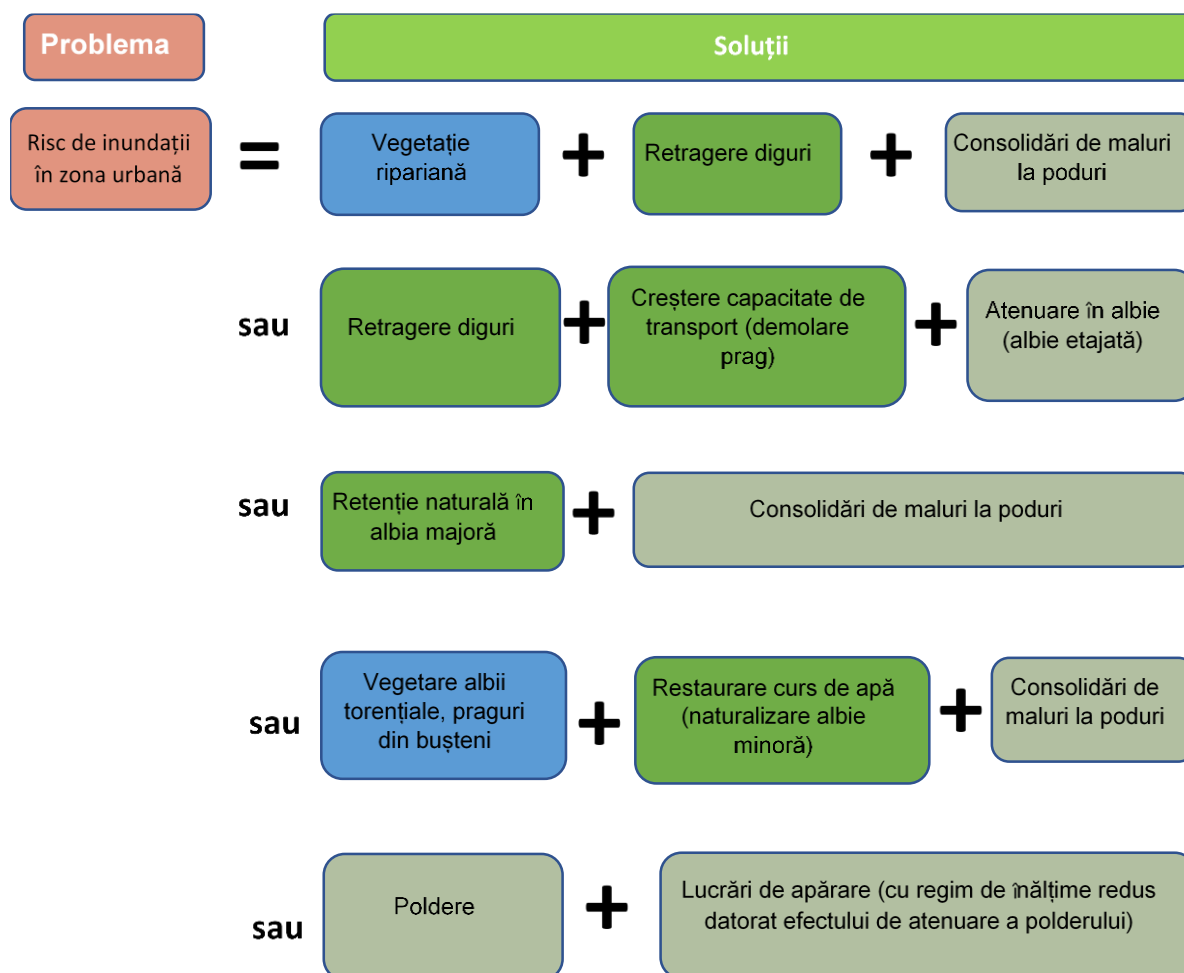 Problema
Soluții
Risc de inundații
în zona urbană
=
Vegetație
ripariană
+
Retragere diguri
+
Consolidări de maluri
la poduri
sau
Retragere diguri
+
Creștere capacitate de
transport (demolare
prag)
+
Atenuare în albie
(albie etajată)
sau
Retenție naturală în
albia majoră
+
Consolidări de maluri la poduri
sau
Vegetare albii
torențiale, praguri
din bușteni
+
Restaurare curs de apă
(naturalizare albie
minoră)
+
Consolidări de
maluri la poduri
sau
Poldere
+
Lucrări de apărare (cu regim de înălțime redus
datorat efectului de atenuare a polderului)